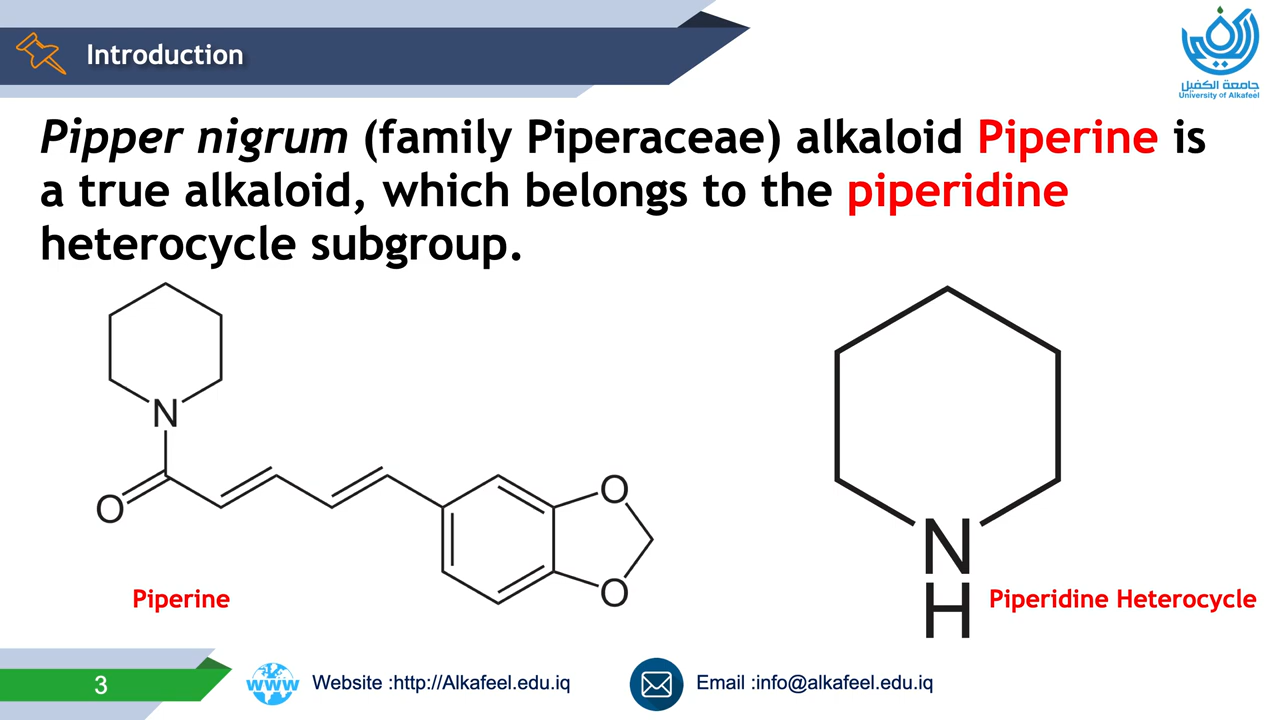 Introduction
جامعة الكفيل
University of Alkafeel
Pipper nigrum (family Piperaceae) alkaloid Piperine is
a true alkaloid, which belongs to the piperidine
heterocycle subgroup.
N
O
O
O
Piperine
N
H
Piperidine Heterocycle
3
www
Website :http://Alkafeel.edu.iq
Email :info@alkafeel.edu.iq